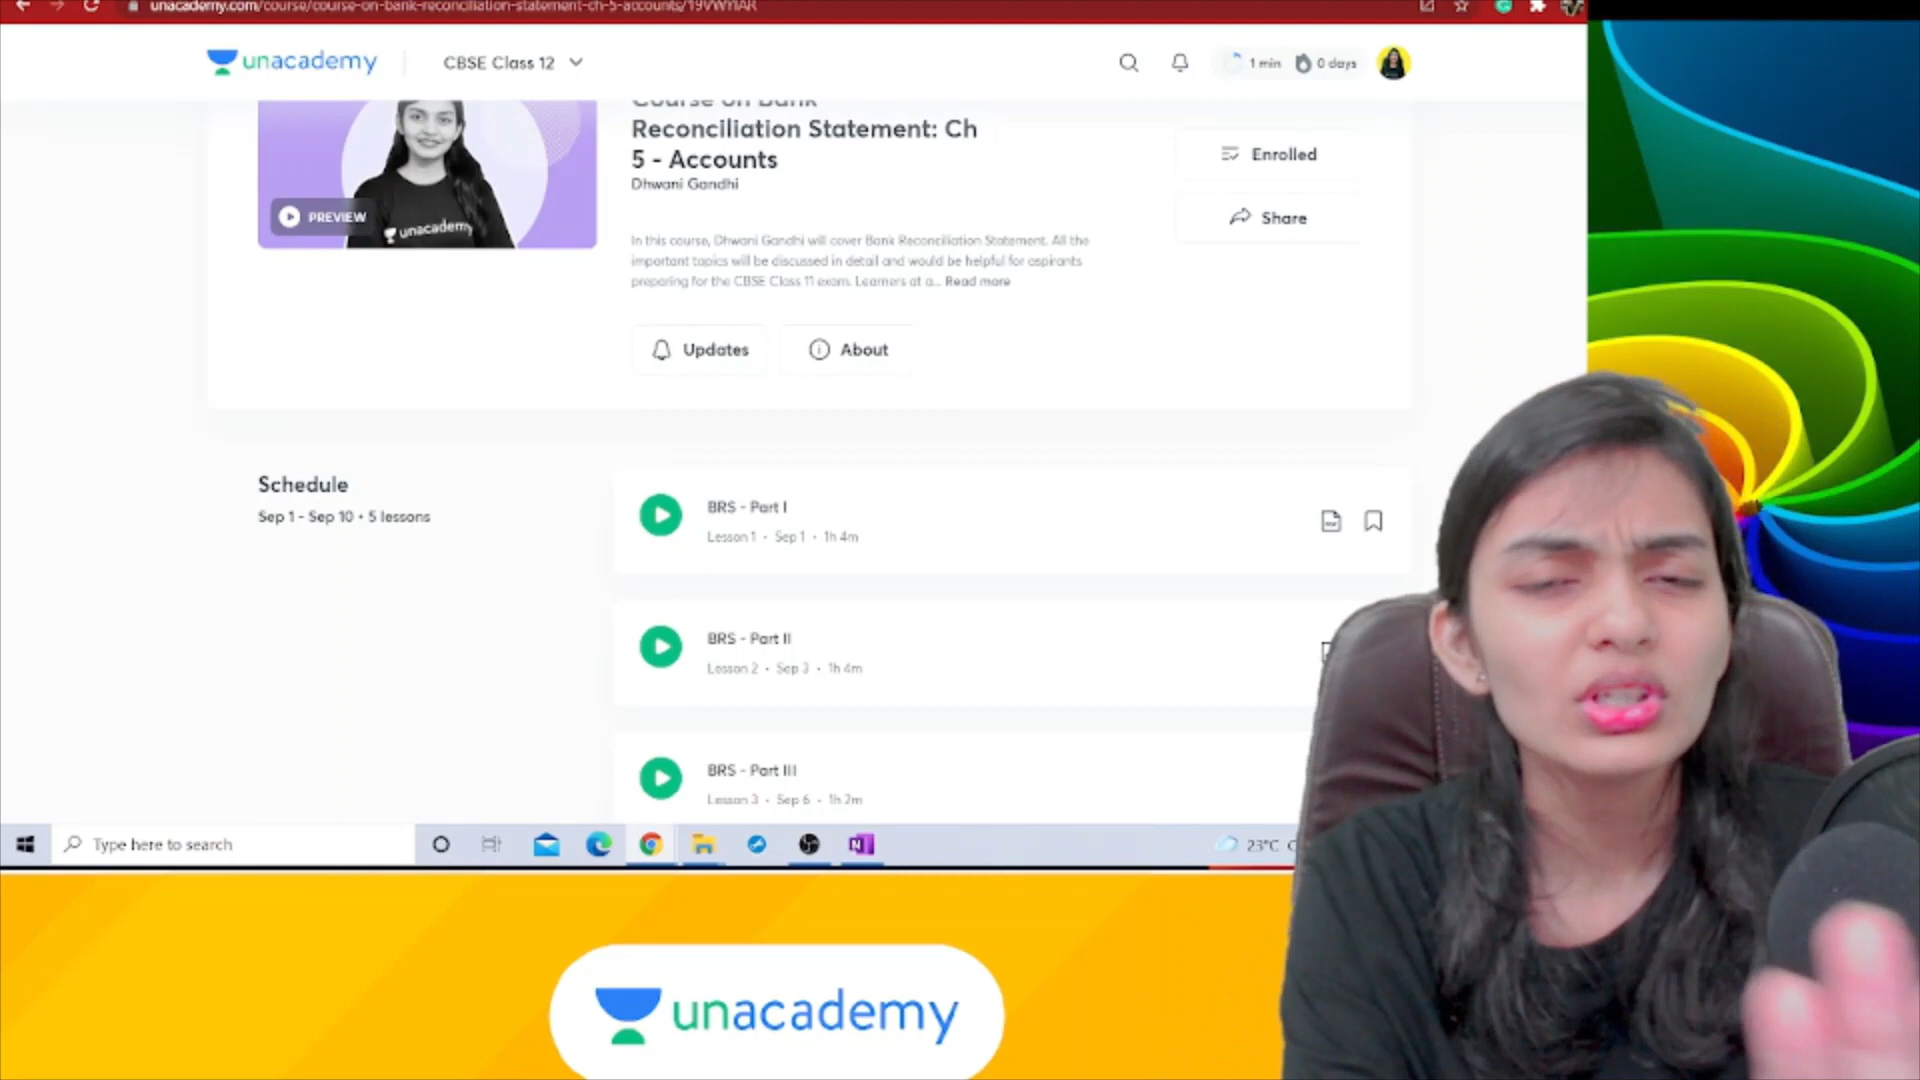 unacademy
CBSE Class 12
1 min
0 days
Course on Bank
Reconciliation Statement: Ch
5 - Accounts
Dhwani Gandhi
Enrolled
Share
PREVIEW
unacademy
In this course, Dhwani Gandhi will cover Bank Reconciliation Statement. All the
important topics will be discussed in detail and would be helpful for aspirants
preparing for the CBSE Class 11 exam. Learners at a... Read more
Updates
About
Schedule
Sep 1 - Sep 10 • 5 lessons
BRS - Part I
Lesson 1 • Sep 1 • 1h 4m
BRS - Part II
Lesson 2 • Sep 3 • 1h 4m
BRS - Part III
Lesson 3 • Sep 6 • 1h 2m
Type here to search
23°C
unacademy